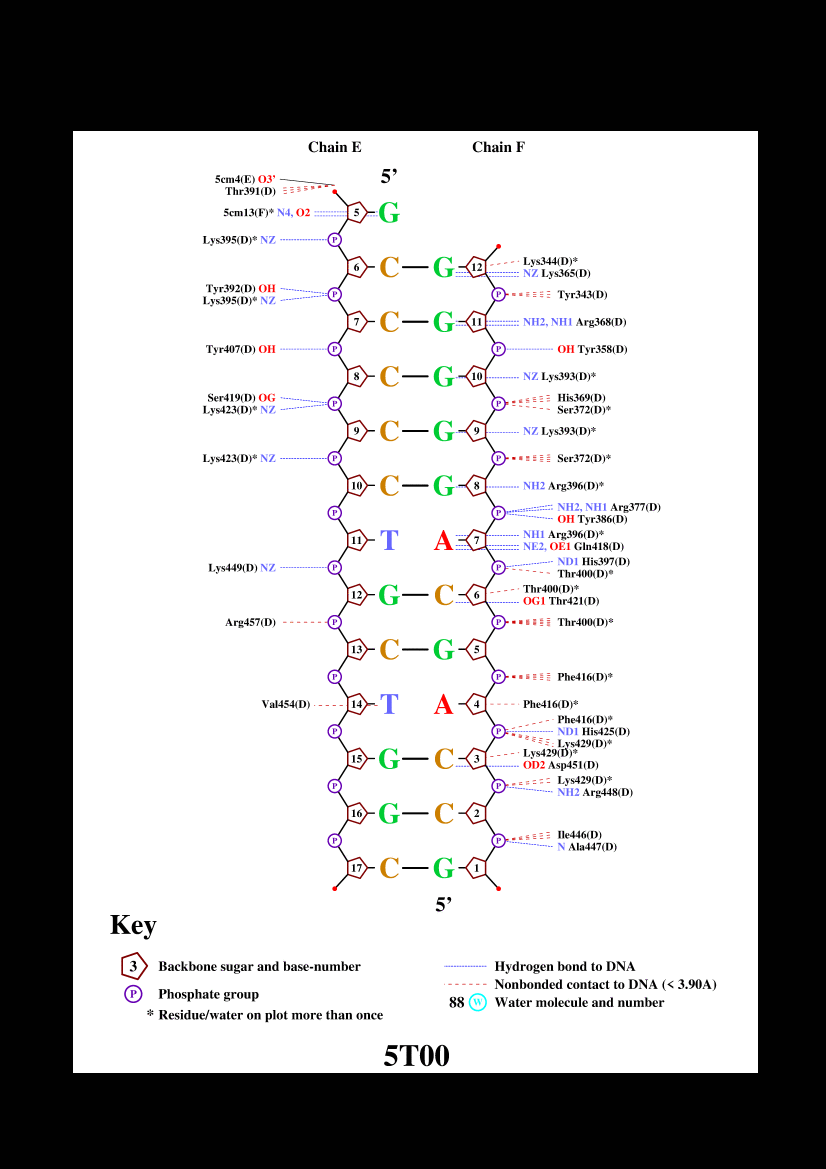 Chain E Chain F
5'
5cm4(E) O3'
Thr391(D)
5cm13(F)* N4, O2 5 G
Lys395(D)* NZ P
6 C G 12 Lys344(D)*
NZ Lys365(D)
Tyr392(D) OH
Lys395(D)* NZ P P Tyr343(D)
7 C G 11 NH2, NH1 Arg368(D)
Tyr407(D) OH P P OH Tyr358(D)
8 C G 10 NZ Lys393(D)*
Ser419(D) OG P P His369(D)
Lys423(D)* NZ Ser372(D)*
9 C G 9 NZ Lys393(D)*
Lys423(D)* NZ P P Ser372(D)*
10 C G 8 NH2 Arg396(D)*
P P NH2, NH1 Arg377(D)
OH Tyr386(D)
11 T A 7 NH1 Arg396(D)*
NE2, OE1 Gln418(D)
Lys449(D) NZ P P ND1 His397(D)
Thr400(D)*
12 G C 6 Thr400(D)*
OG1 Thr421(D)
Arg457(D) P P Thr400(D)*
13 C G 5
P P Phe416(D)*
Val454(D) 14 T A 4 Phe416(D)*
P P Phe416(D)*
ND1 His425(D)
Lys429(D)*
15 G C 3 Lys429(D)*
OD2 Asp451(D)
P P Lys429(D)*
NH2 Arg448(D)
16 G C 2
P P Ile446(D)
N Ala447(D)
17 C G 1
5'
Key
3 Backbone sugar and base-number
P Phosphate group
* Residue/water on plot more than once
Hydrogen bond to DNA
Nonbonded contact to DNA (< 3.90A)
88 W Water molecule and number
5T00